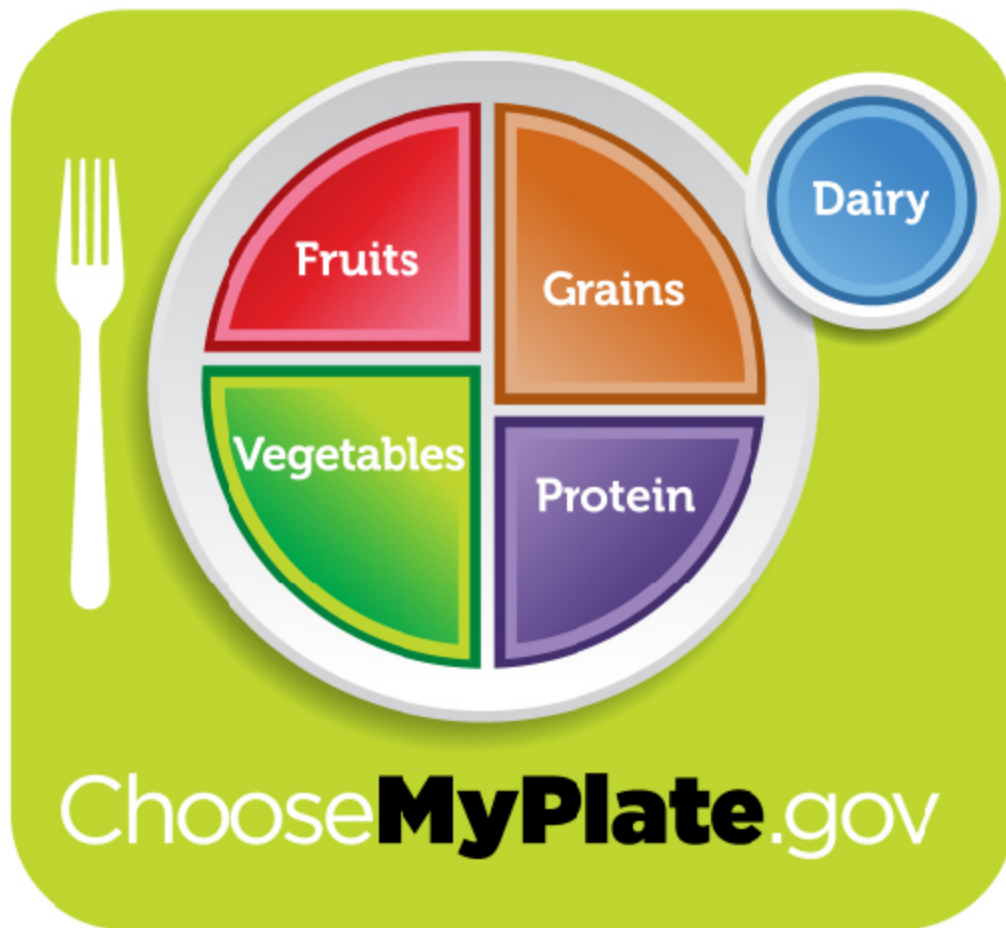 Fruits
Grains
Dairy
Vegetables
Protein
ChooseMyPlate.gov